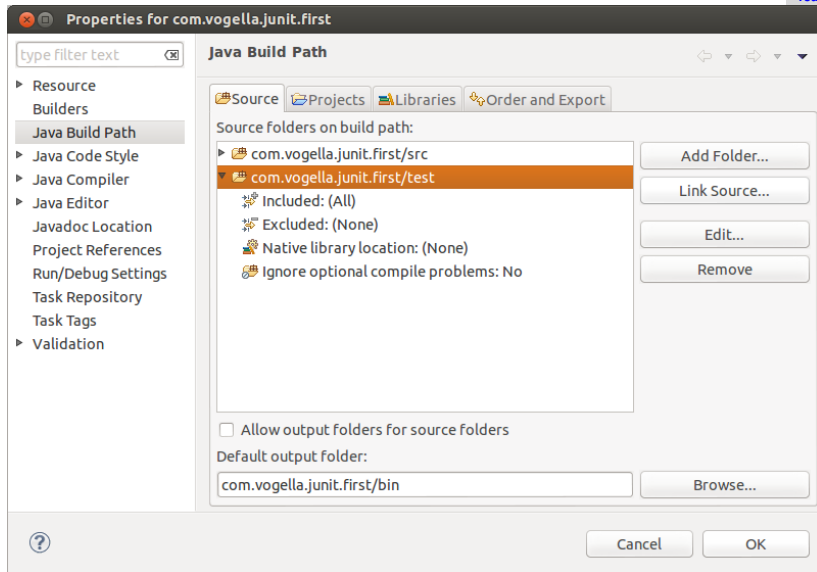 Properties for com.vogella.junit.first
type filter text
Resource
Builders
Java Build Path
Java Code Style
Java Compiler
Java Editor
Javadoc Location
Project References
Run/Debug Settings
Task Repository
Task Tags
Validation
Java Build Path
Source Projects Libraries Order and Export
Source folders on build path:
com.vogella.junit.first/src
com.vogella.junit.first/test
Included: (All)
Excluded: (None)
Native library location: (None)
Ignore optional compile problems: No
Add Folder...
Link Source...
Edit...
Remove
Allow output folders for source folders
Default output folder:
com.vogella.junit.first/bin
Browse...
Cancel
OK